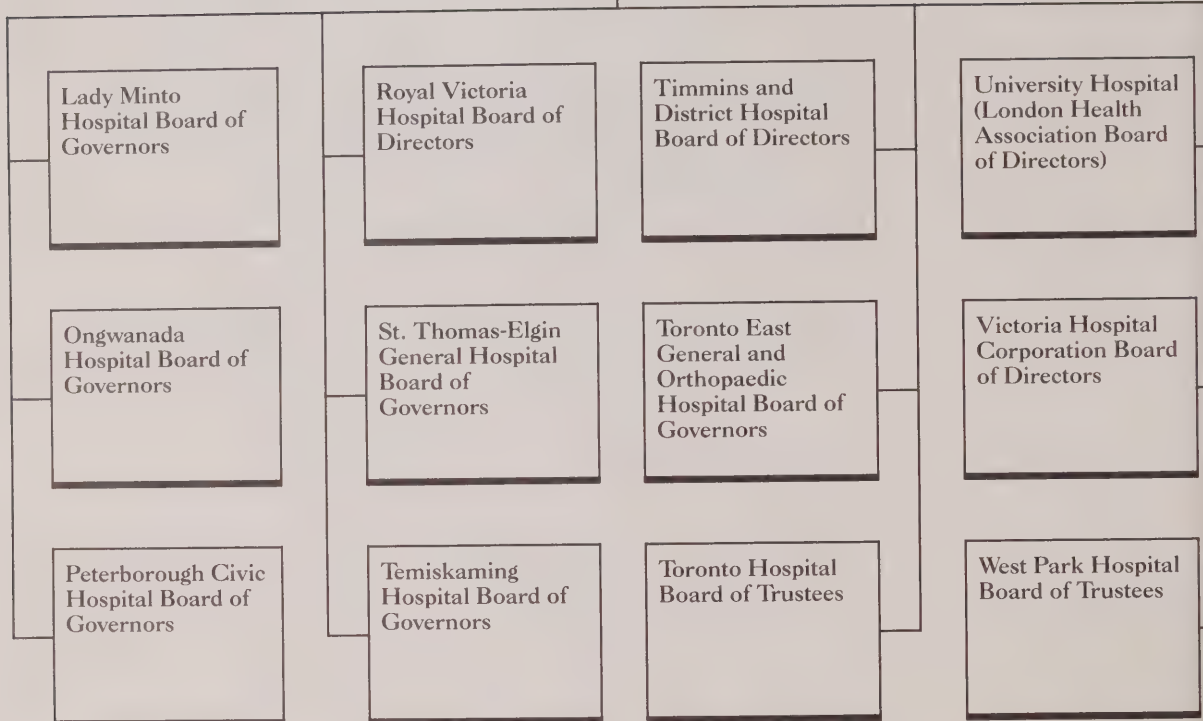 Lady Minto
Hospital Board of
Governors
Royal Victoria
Hospital Board of
Directors
Timmins and
District Hospital
Board of Directors
University Hospital
(London Health
Association Board
of Directors)
Ongwanada
Hospital Board of
Governors
St. Thomas-Elgin
General Hospital
Board of
Governors
Toronto East
General and
Orthopaedic
Hospital Board of
Governors
Victoria Hospital
Corporation Board
of Directors
Peterborough Civic
Hospital Board of
Governors
Temiskaming
Hospital Board of
Governors
Toronto Hospital
Board of Trustees
West Park Hospital
Board of Trustees